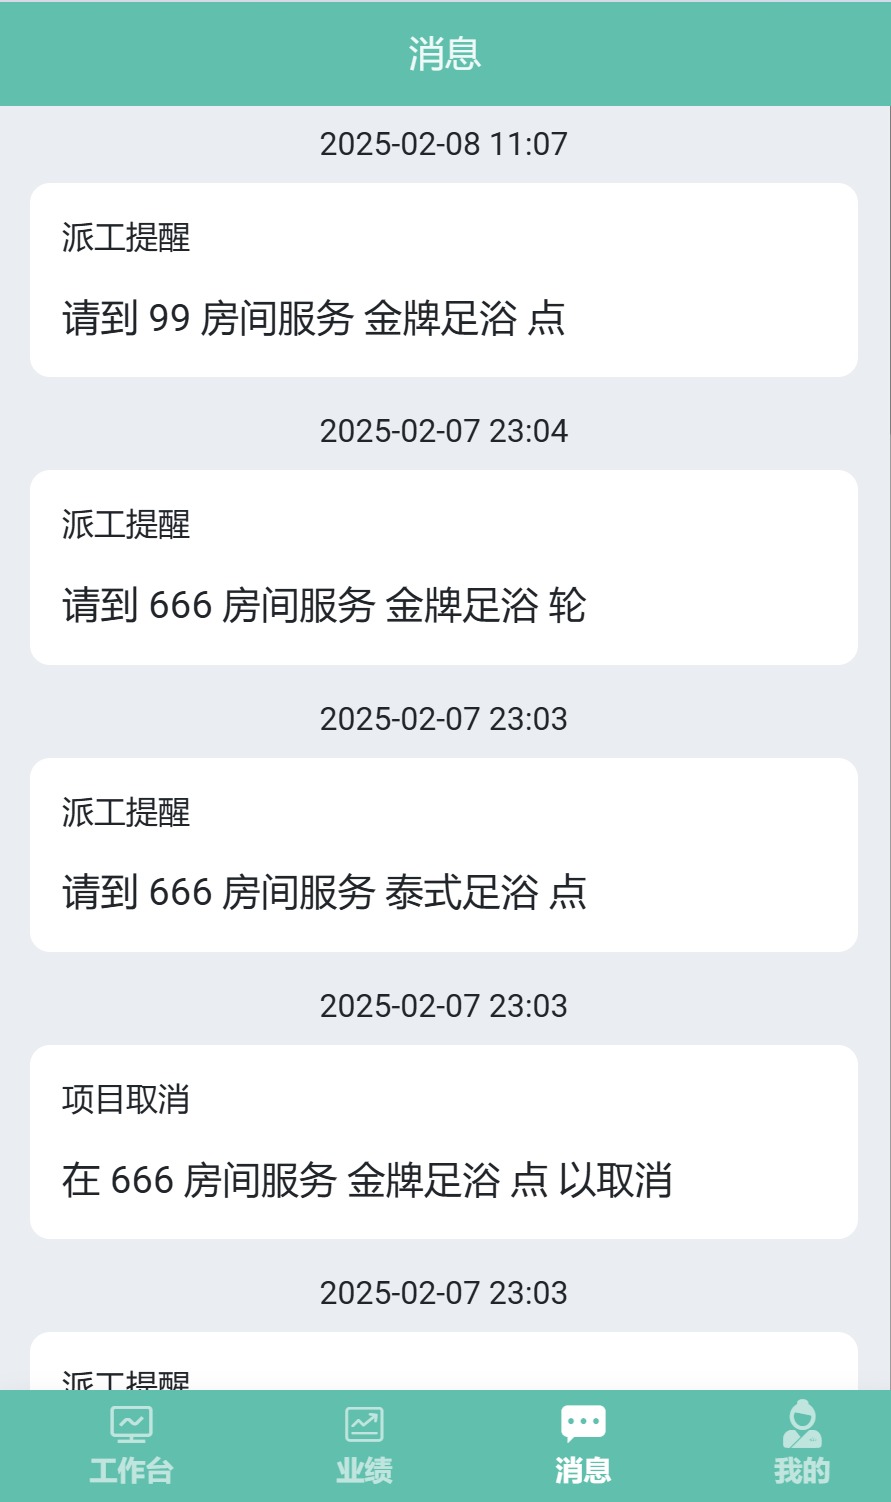 消息
2025-02-08 11:07
派工提醒
请到 99 房间服务 金牌足浴 点
2025-02-07 23:04
派工提醒
请到 666 房间服务 金牌足浴 轮
2025-02-07 23:03
派工提醒
请到 666 房间服务 泰式足浴 点
2025-02-07 23:03
项目取消
在 666 房间服务 金牌足浴 点 以取消
2025-02-07 23:03
派工提醒
工作台 业绩 消息 我的